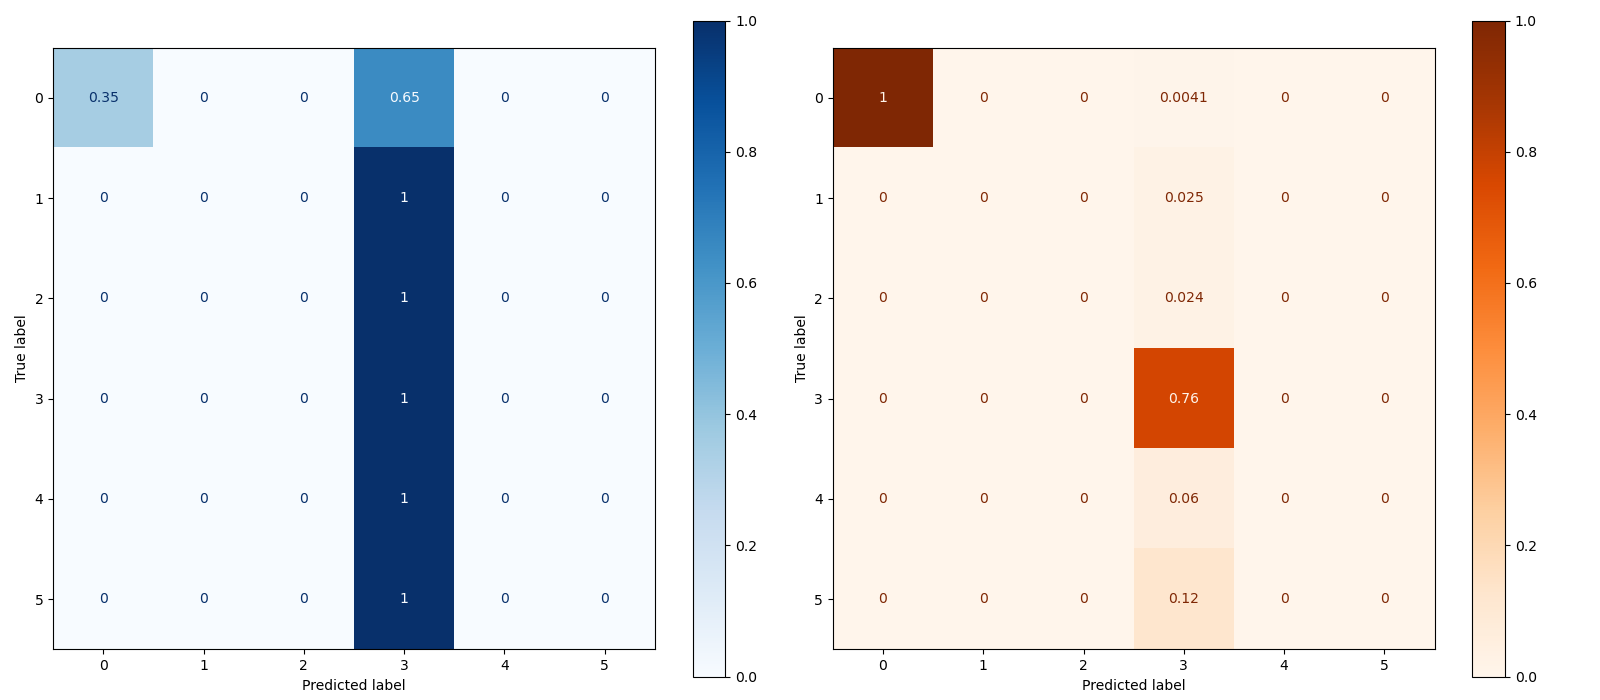 1.0
0.8
0.6
0.4
0.2
0.0
True label
0 0.35 0 0 0.65 0 0
1 0 0 0 1 0 0
2 0 0 0 1 0 0
3 0 0 0 1 0 0
4 0 0 0 1 0 0
5 0 0 0 1 0 0
0 1 2 3 4 5
Predicted label
1.0
0.8
0.6
0.4
0.2
0.0
True label
0 1 0 0 0.0041 0 0
1 0 0 0 0.025 0 0
2 0 0 0 0.024 0 0
3 0 0 0 0.76 0 0
4 0 0 0 0.06 0 0
5 0 0 0 0.12 0 0
0 1 2 3 4 5
Predicted label